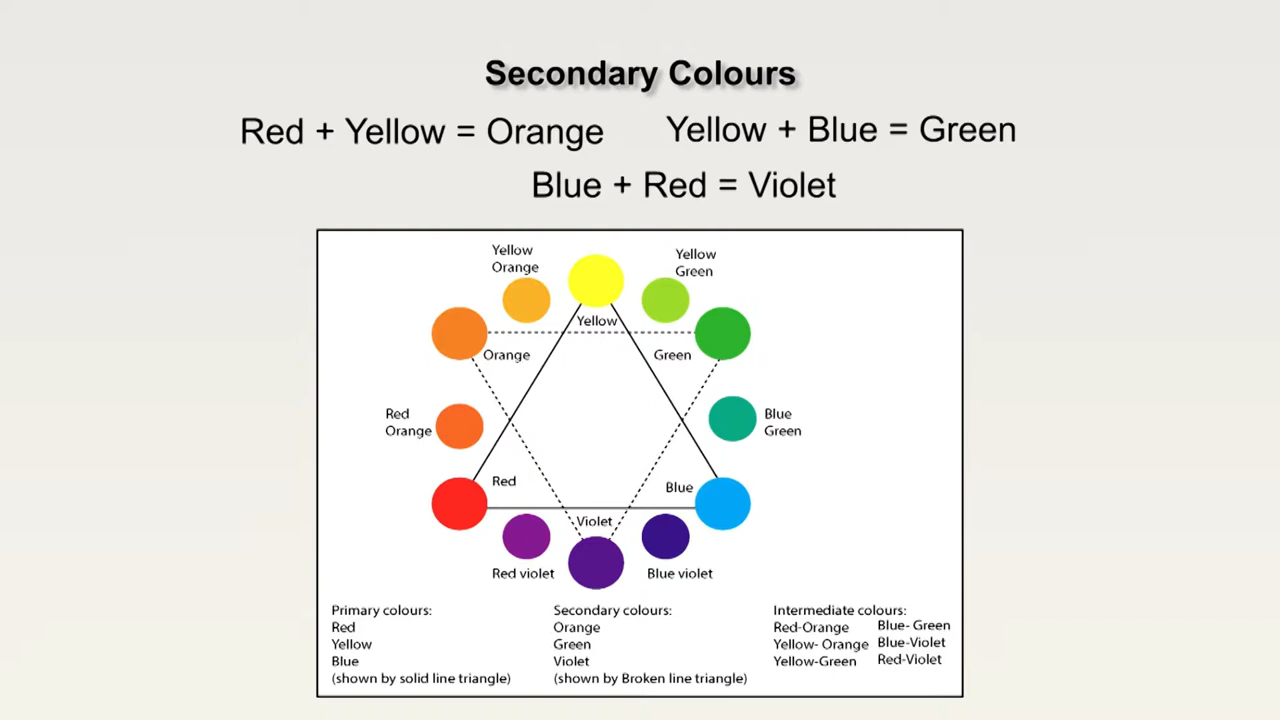 Secondary Colours
Red + Yellow = Orange
Yellow + Blue = Green
Blue + Red = Violet
Yellow
Orange
Yellow
Green
Yellow
Orange
Green
Red
Orange
Blue
Green
Red
Blue
Violet
Red violet
Blue violet
Primary colours:
Red
Yellow
Blue
(shown by solid line triangle)
Secondary colours:
Orange
Green
Violet
(shown by Broken line triangle)
Intermediate colours:
Red-Orange
Yellow- Orange
Yellow-Green
Blue- Green
Blue-Violet
Red-Violet